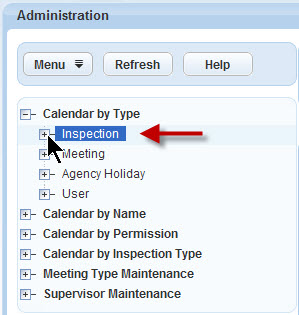 Administration
Menu Refresh Help
Calendar by Type
Inspection
Meeting
Agency Holiday
User
Calendar by Name
Calendar by Permission
Calendar by Inspection Type
Meeting Type Maintenance
Supervisor Maintenance